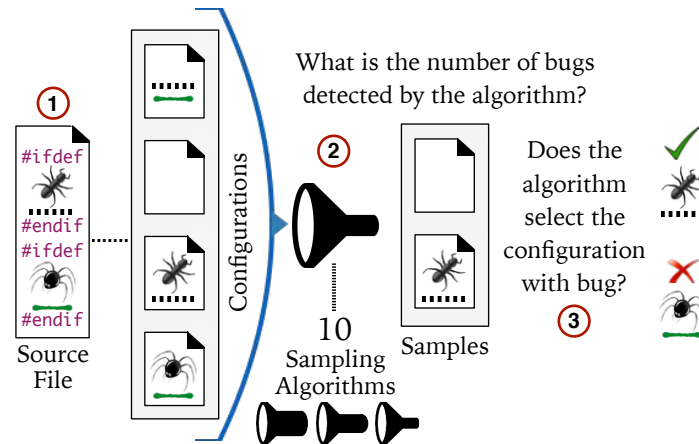 What is the number of bugs
detected by the algorithm?
1
#ifdef
#endif
#ifdef
#endif
Source
File
Configurations
2
10
Sampling
Algorithms
Samples
Does the
algorithm
select the
configuration
with bug?
3